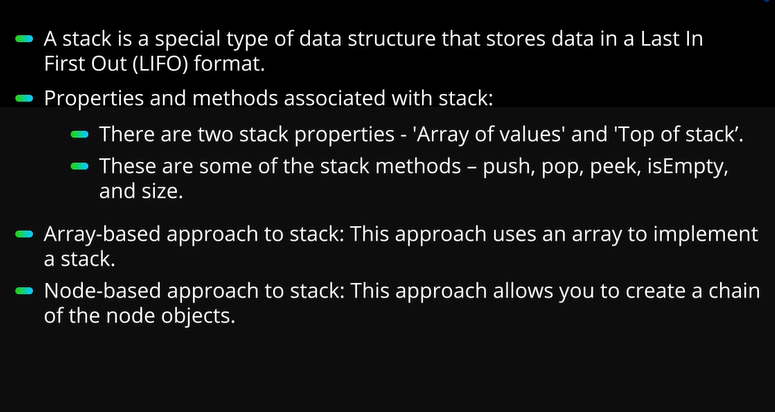 A stack is a special type of data structure that stores data in a Last In
First Out (LIFO) format.
Properties and methods associated with stack:
There are two stack properties - 'Array of values' and 'Top of stack’.
These are some of the stack methods – push, pop, peek, isEmpty,
and size.
Array-based approach to stack: This approach uses an array to implement
a stack.
Node-based approach to stack: This approach allows you to create a chain
of the node objects.